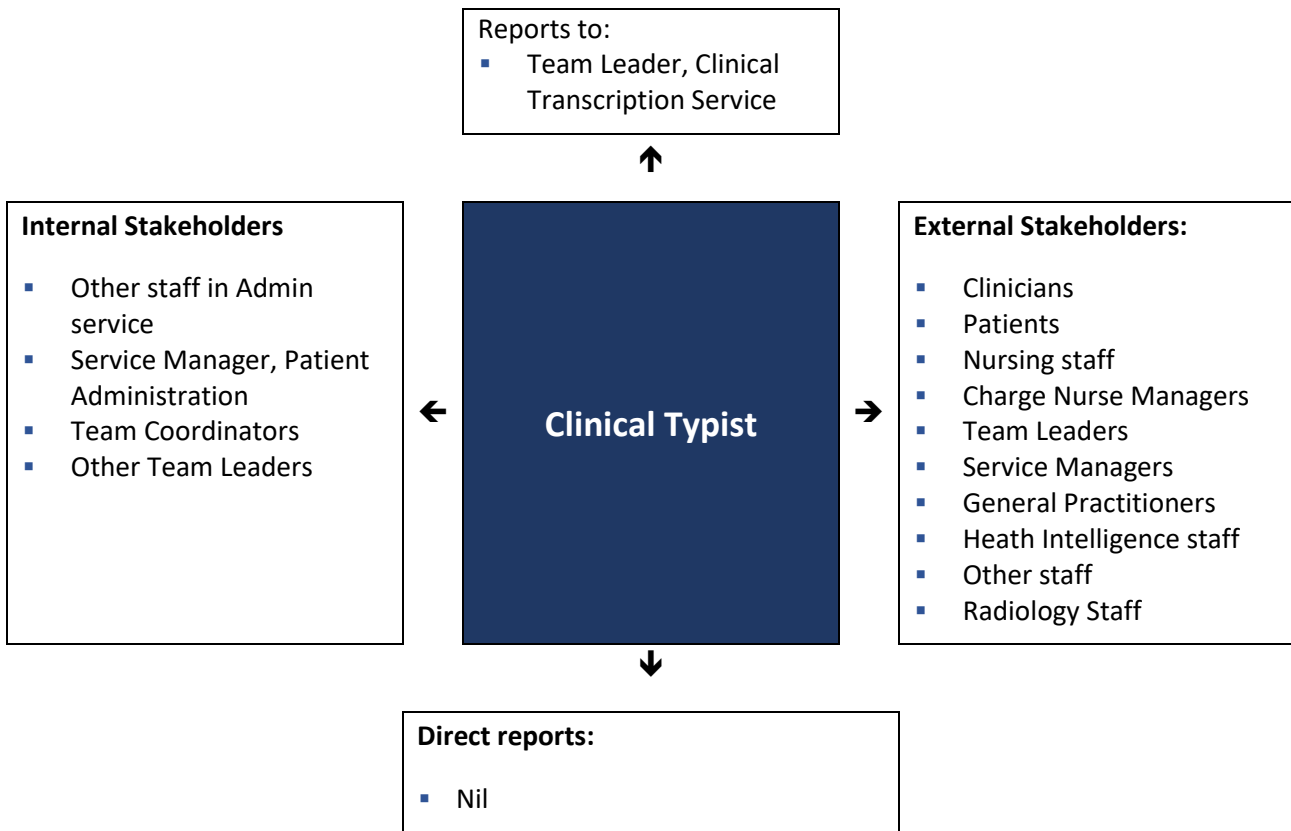 Reports to:
▪ Team Leader, Clinical
Transcription Service
Internal Stakeholders
▪ Other staff in Admin
service
▪ Service Manager, Patient
Administration
▪ Team Coordinators
▪ Other Team Leaders
Clinical Typist
External Stakeholders:
▪ Clinicians
▪ Patients
▪ Nursing staff
▪ Charge Nurse Managers
▪ Team Leaders
▪ Service Managers
▪ General Practitioners
▪ Heath Intelligence staff
▪ Other staff
▪ Radiology Staff
Direct reports:
▪ Nil